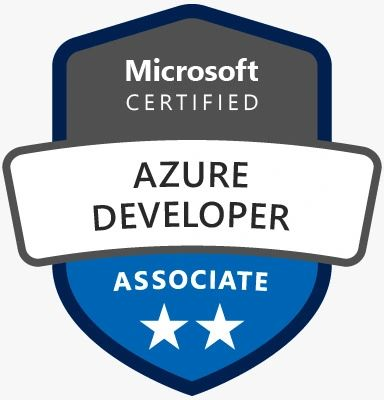 Microsoft
CERTIFIED
AZURE
DEVELOPER
ASSOCIATE